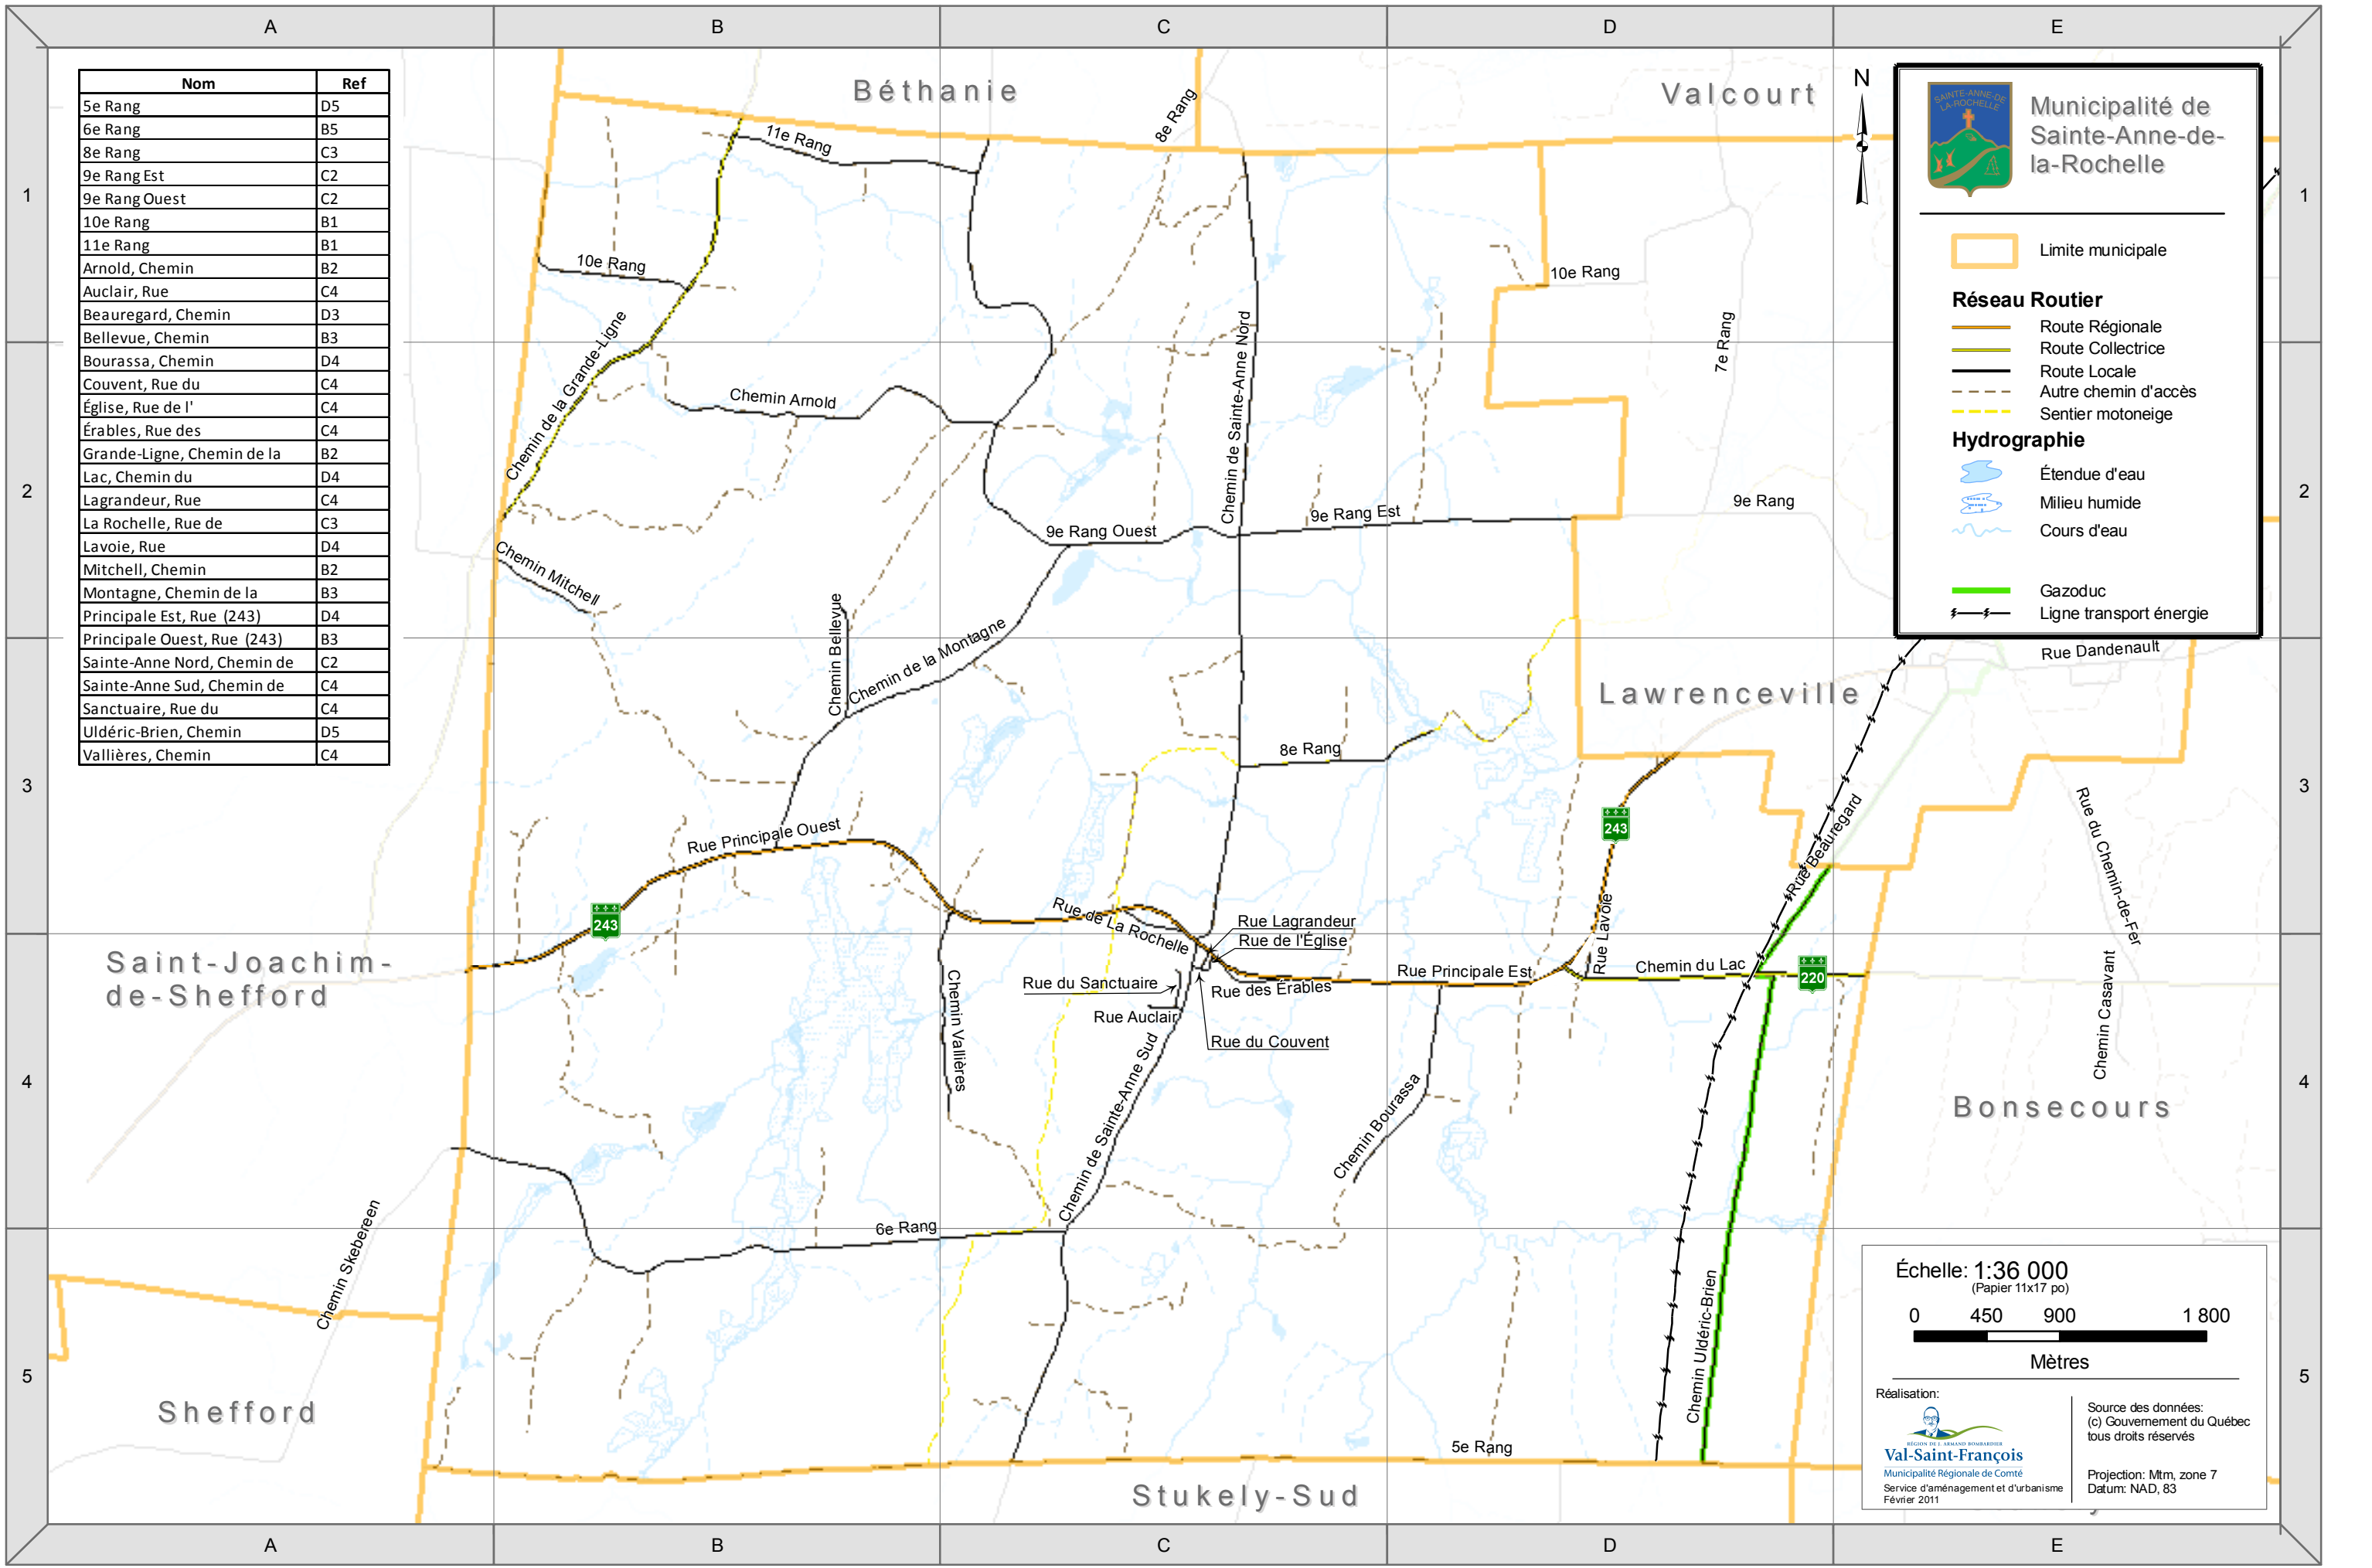 A
B
C
D
E
1
2
3
4
5
1
2
3
4
5
A
B
C
D
E
Nom Ref
5e Rang D5
6e Rang B5
8e Rang C3
9e Rang Est C2
9e Rang Ouest C2
10e Rang B1
11e Rang B1
Arnold, Chemin B2
Auclair, Rue C4
Beauregard, Chemin D3
Bellevue, Chemin B3
Bourassa, Chemin D4
Couvent, Rue du C4
Église, Rue de l' C4
Érables, Rue des C4
Grande-Ligne, Chemin de la B2
Lac, Chemin du D4
Lagrandeur, Rue C4
La Rochelle, Rue de C3
Lavoie, Rue D4
Mitchell, Chemin B2
Montagne, Chemin de la B3
Principale Est, Rue (243) D4
Principale Ouest, Rue (243) B3
Sainte-Anne Nord, Chemin de C2
Sainte-Anne Sud, Chemin de C4
Sanctuaire, Rue du C4
Uldéric-Brien, Chemin D5
Vallières, Chemin C4
Béthanie
Valcourt
N
SAINTE-ANNE-DE-
LA-ROCHELLE
Municipalité de
Sainte-Anne-de-
la-Rochelle
Limite municipale
Réseau Routier
Route Régionale
Route Collectrice
Route Locale
Autre chemin d'accès
Sentier motoneige
Hydrographie
Étendue d'eau
Milieu humide
Cours d'eau
Gazoduc
Ligne transport énergie
8e Rang
11e Rang
10e Rang
10e Rang
Chemin de la Grande-Ligne
Chemin de Sainte-Anne Nord
7e Rang
Chemin Arnold
9e Rang Ouest
9e Rang Est
9e Rang
Chemin Mitchell
Chemin Bellevue
Chemin de la Montagne
Rue Dandenault
Lawrenceville
8e Rang
243
Rue Beauregard
Rue du Chemin-de-Fer
Rue Principale Ouest
243
Rue de La Rochelle
Rue Lagrandeur
Rue de l'Église
Rue Lavoie
Saint-Joachim-
de-Shefford
Rue Principale Est
Chemin du Lac
220
Rue du Sanctuaire
Rue des Érables
Rue Auclair
Rue du Couvent
Chemin Vallières
Chemin de Sainte-Anne Sud
Chemin Bourassa
Chemin Casavant
Bonsecours
Chemin Skebereen
6e Rang
Chemin Uldéric-Brien
Shefford
5e Rang
Stukely-Sud
Échelle: 1:36 000
(Papier 11x17 po)
0 450 900 1 800
Mètres
Réalisation:
RÉGION DE J. ARMAND BOMBARDIER
Val-Saint-François
Municipalité Régionale de Comté
Service d'aménagement et d'urbanisme
Février 2011
Source des données:
(c) Gouvernement du Québec
tous droits réservés
Projection: Mtm, zone 7
Datum: NAD, 83